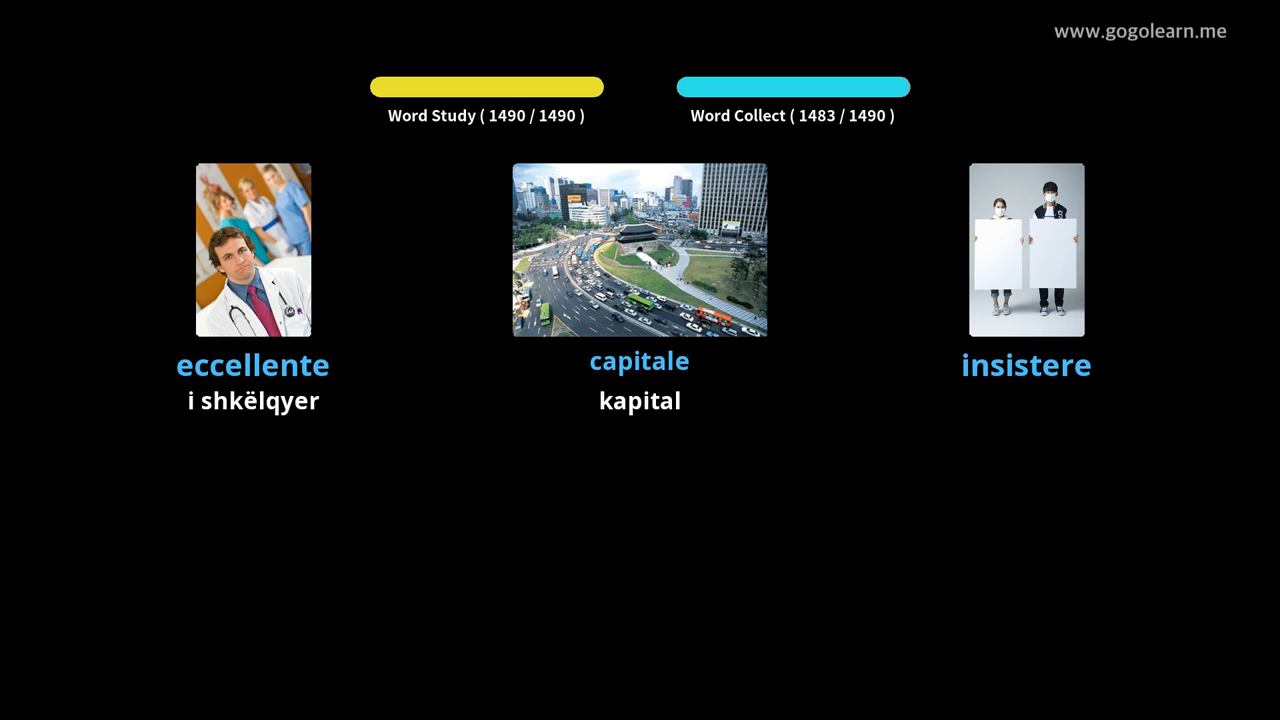 www.gogolearn.me
Word Study ( 1490 / 1490 )
Word Collect ( 1483 / 1490 )
eccellente
i shkëlqyer
capitale
kapital
insistere